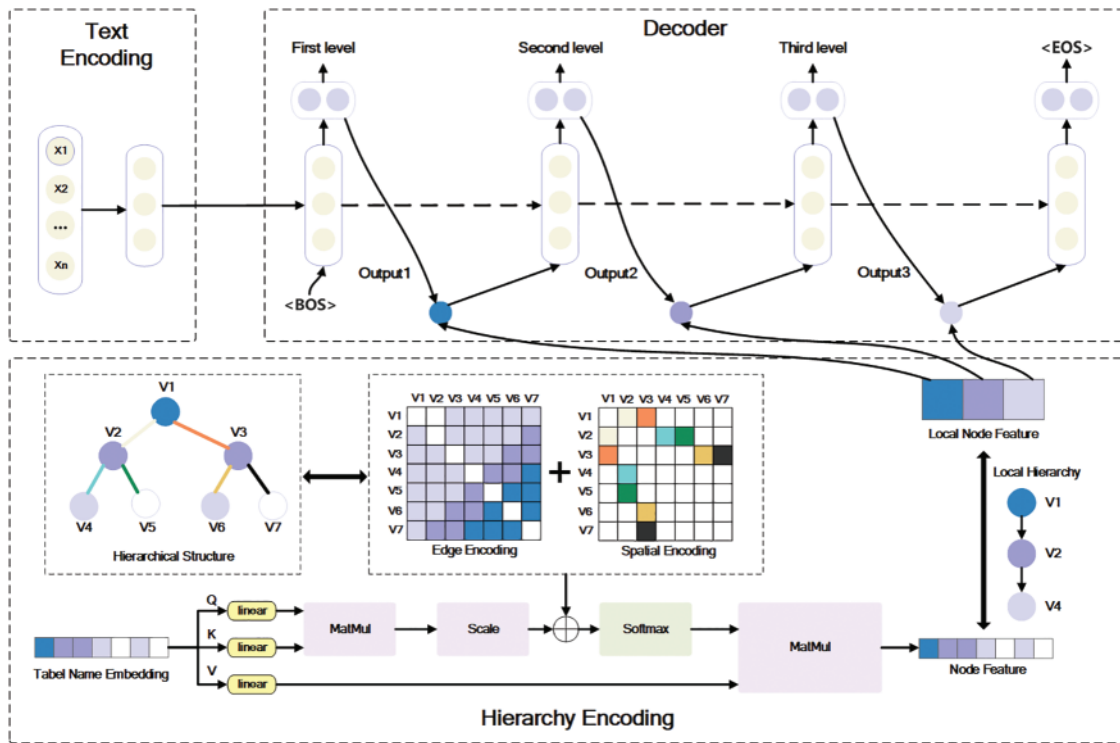 Text
Encoding
X1
X2
...
Xn
Decoder
First level
Second level
Third level
<EOS>
Output1
Output2
Output3
<BOS>
V1
V2
V3
V4
V5
V6
V7
Hierarchical Structure
V1 V2 V3 V4 V5 V6 V7
V1
V2
V3
V4
V5
V6
V7
Edge Encoding
+
V1 V2 V3 V4 V5 V6 V7
V1
V2
V3
V4
V5
V6
V7
Spatial Encoding
Local Node Feature
Local Hierarchy
V1
V2
V4
Tabel Name Embedding
Q
linear
K
linear
V
linear
MatMul
Scale
Softmax
MatMul
Node Feature
Hierarchy Encoding